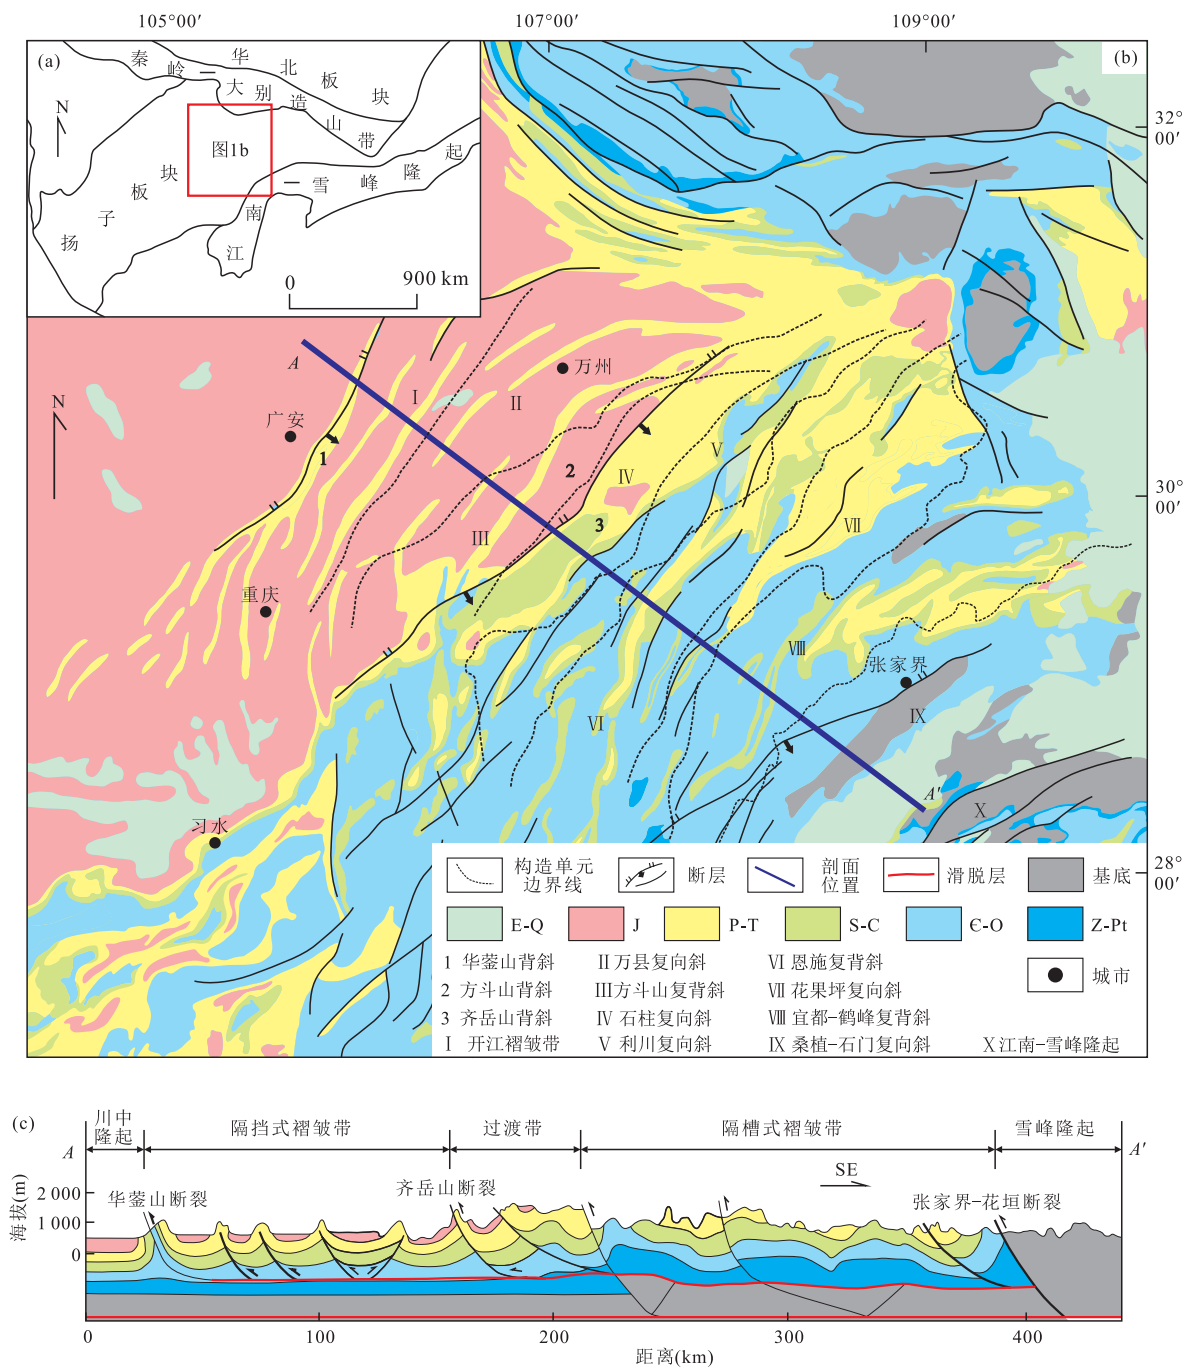 105°00′ 107°00′ 109°00′
(a)
秦岭—大别造山带
华北板块
N
图1b
扬子板块
江南—雪峰隆起
0 900 km
(b)
32°
00′
30°
00′
28°
00′
A
N
广安
万州
重庆
习水
张家界
1
2
3
I
II
III
IV
V
VI
VII
VIII
IX
X
A′
构造单元
边界线
断层
剖面
位置
滑脱层
基底
E-Q
J
P-T
S-C
Є-O
Z-Pt
1 华蓥山背斜
II 万县复向斜
VI 恩施复背斜
城市
2 方斗山背斜
III 方斗山复背斜
VII 花果坪复向斜
3 齐岳山背斜
IV 石柱复向斜
VIII 宜都–鹤峰复背斜
I 开江褶皱带
V 利川复向斜
IX 桑植–石门复向斜
X 江南–雪峰隆起
(c)
川中
隆起
隔挡式褶皱带
过渡带
隔槽式褶皱带
雪峰隆起
A
A′
SE
华蓥山断裂
齐岳山断裂
张家界–花垣断裂
海拔(m)
2 000
1 000
0
0 100 200 300 400
距离(km)